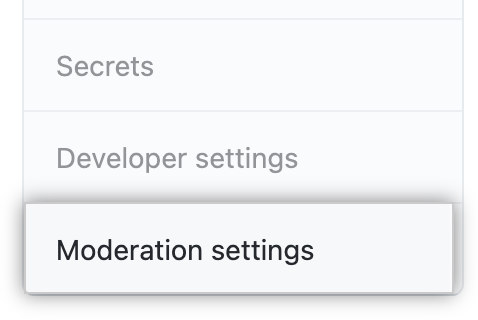 Secrets
Developer settings
Moderation settings